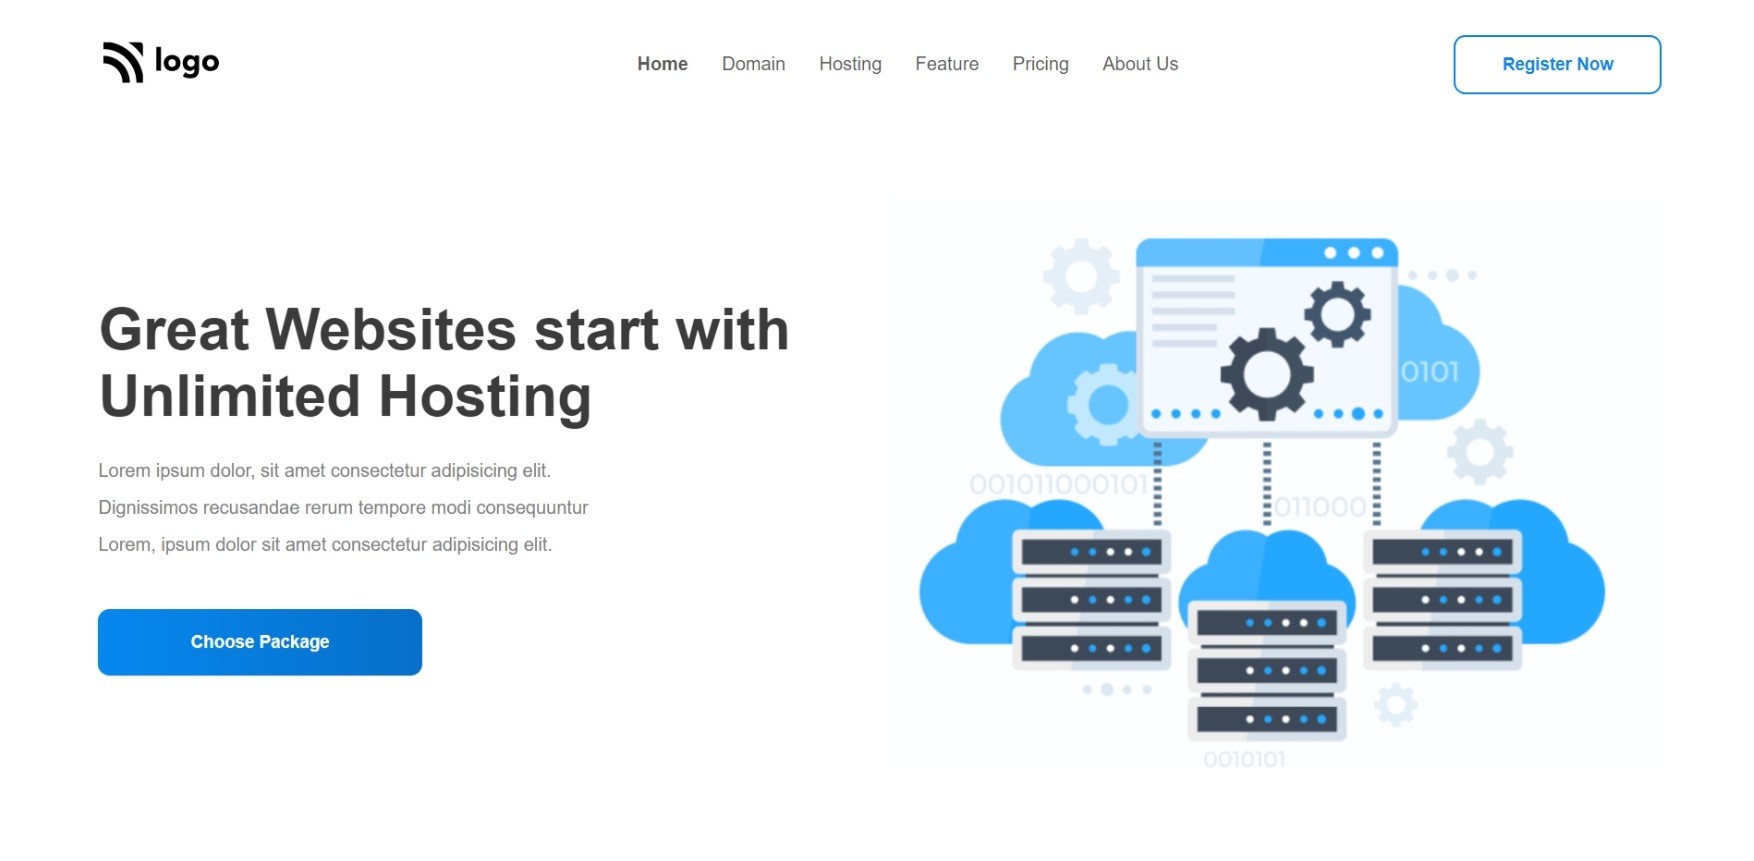 logo
Home Domain Hosting Feature Pricing About Us
Register Now
Great Websites start with
Unlimited Hosting
Lorem ipsum dolor, sit amet consectetur adipisicing elit.
Dignissimos recusandae rerum tempore modi consequuntur
Lorem, ipsum dolor sit amet consectetur adipisicing elit.
Choose Package
0101
001011000101
011000
0010101